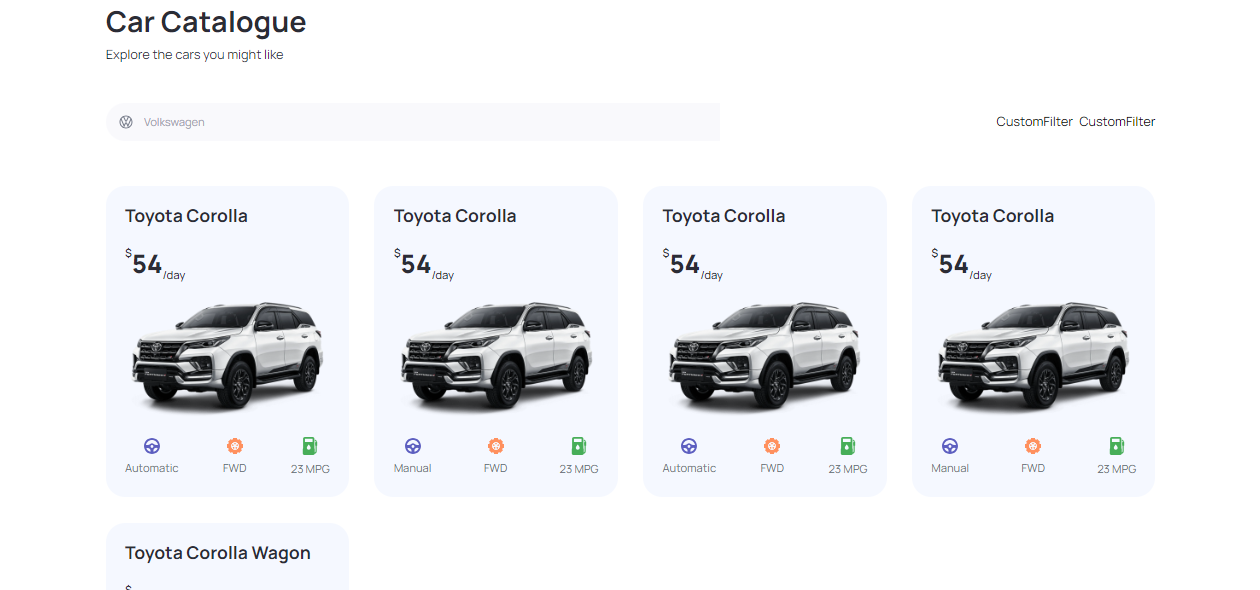 Car Catalogue
Explore the cars you might like
Volkswagen
CustomFilter CustomFilter
Toyota Corolla
$54/day
Automatic FWD 23 MPG
Toyota Corolla
$54/day
Manual FWD 23 MPG
Toyota Corolla
$54/day
Automatic FWD 23 MPG
Toyota Corolla
$54/day
Manual FWD 23 MPG
Toyota Corolla Wagon
$